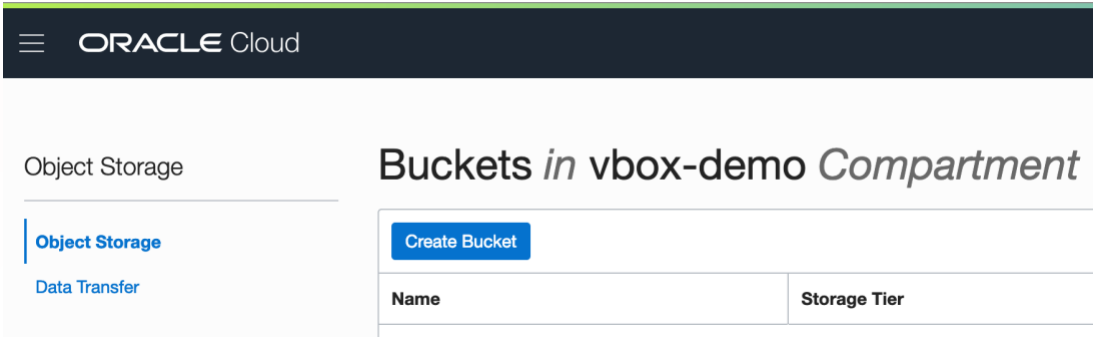 ORACLE Cloud
Object Storage
Buckets in vbox-demo Compartment
Object Storage
Data Transfer
Create Bucket
Name Storage Tier